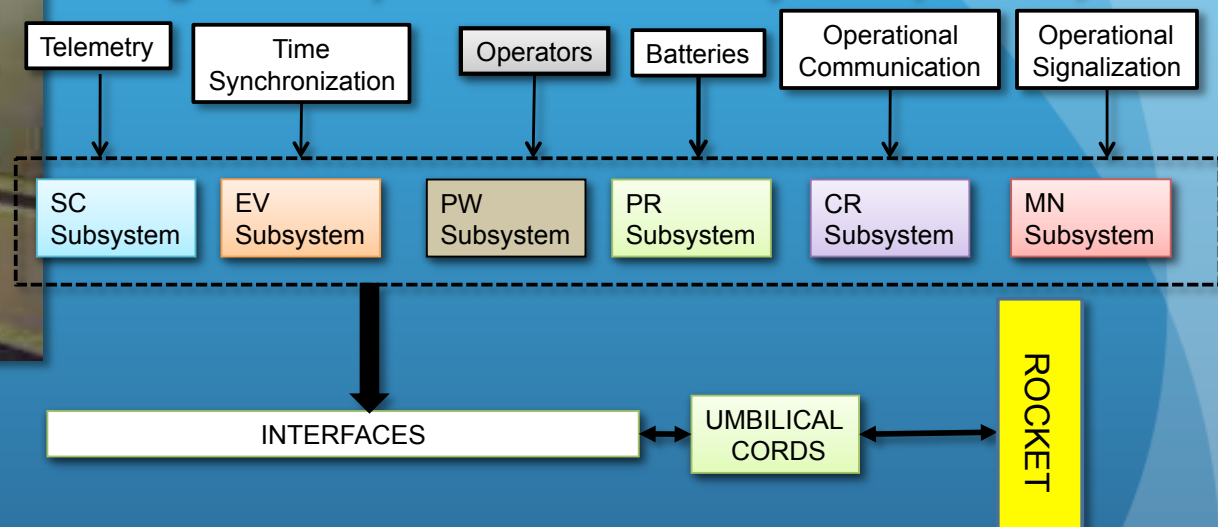 Telemetry
Time
Synchronization
Operators
Batteries
Operational
Communication
Operational
Signalization
SC
Subsystem
EV
Subsystem
PW
Subsystem
PR
Subsystem
CR
Subsystem
MN
Subsystem
INTERFACES
UMBILICAL
CORDS
ROCKET